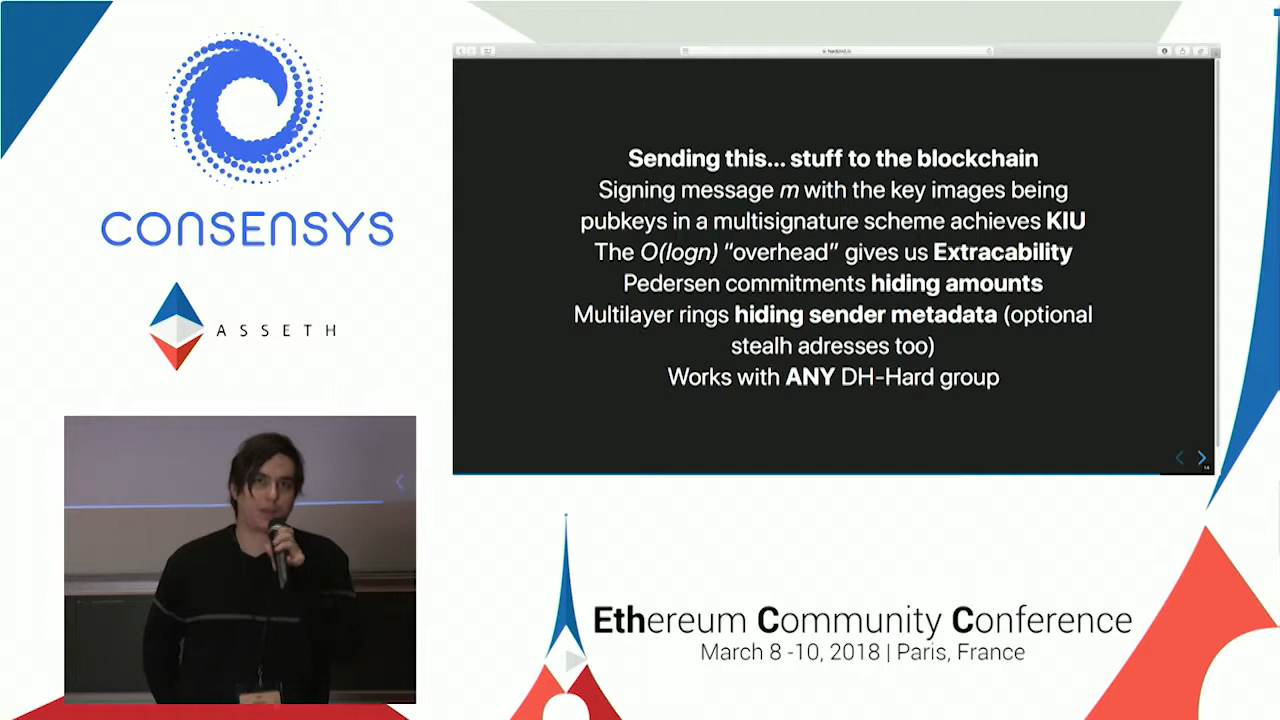 CONSENSYS
ASSETH
Sending this... stuff to the blockchain
Signing message m with the key images being
pubkeys in a multisignature scheme achieves KIU
The O(logn) "overhead" gives us Extracability
Pedersen commitments hiding amounts
Multilayer rings hiding sender metadata (optional
stealh adresses too)
Works with ANY DH-Hard group
14
Ethereum Community Conference
March 8 -10, 2018 | Paris, France